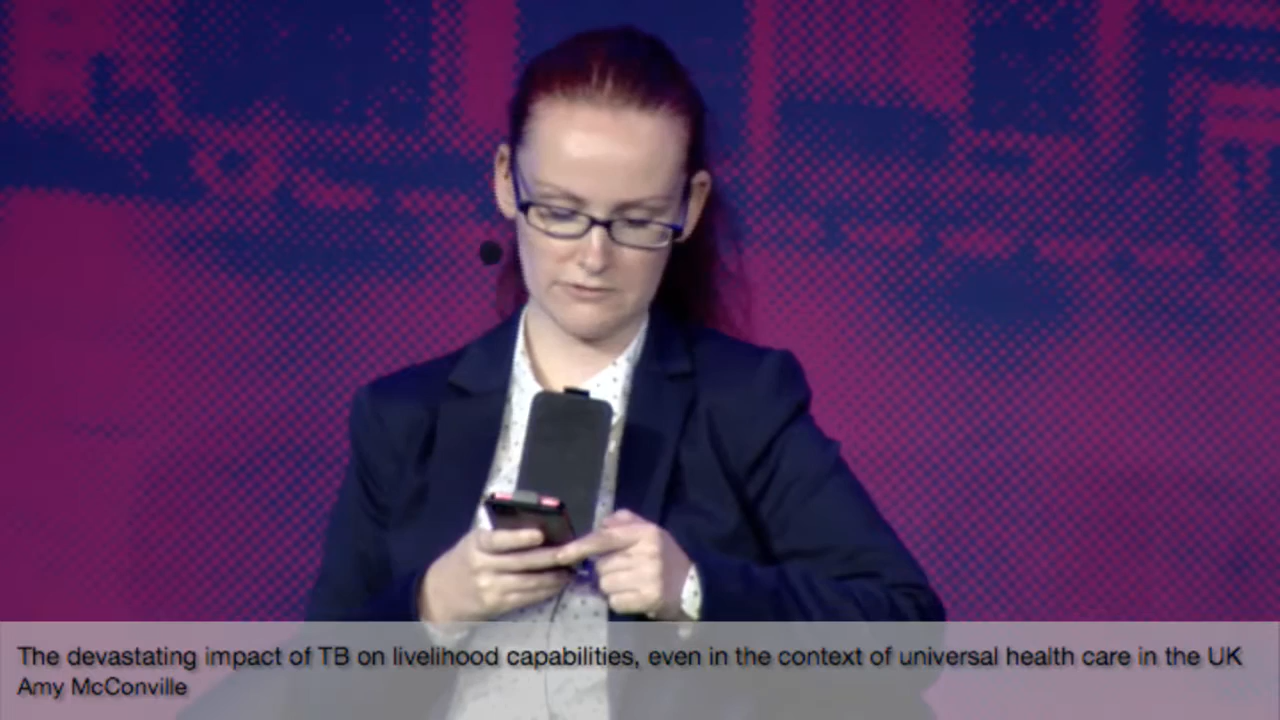 The devastating impact of TB on livelihood capabilities, even in the context of universal health care in the UK
Amy McConville